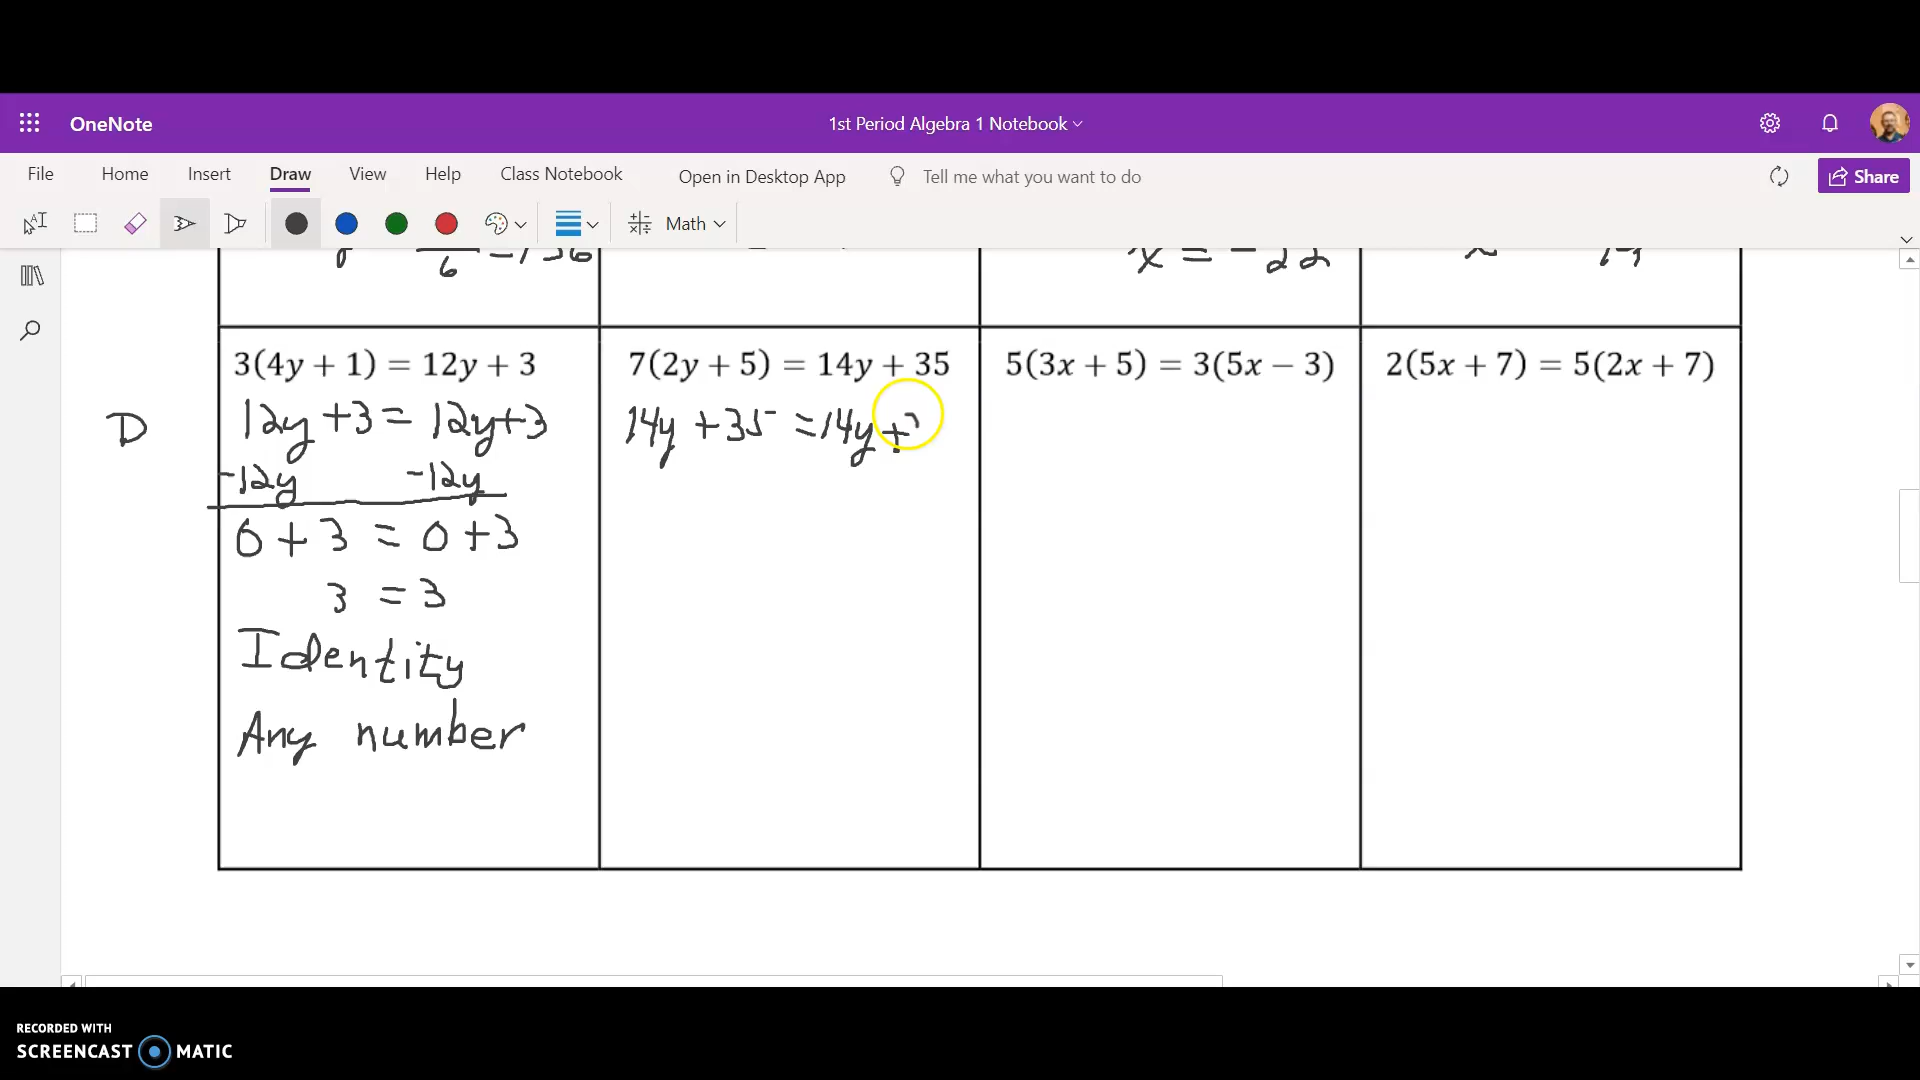 OneNote
1st Period Algebra 1 Notebook
File Home Insert Draw View Help Class Notebook Open in Desktop App Tell me what you want to do Share
Math
6
x = -22
3(4y + 1) = 12y + 3
12y +3 = 12y+3
-12y -12y
0 + 3 = 0 +3
3 = 3
Identity
Any number
7(2y + 5) = 14y + 35
14y +35 =14y +
5(3x + 5) = 3(5x − 3)
2(5x + 7) = 5(2x + 7)
D
RECORDED WITH
SCREENCAST MATIC